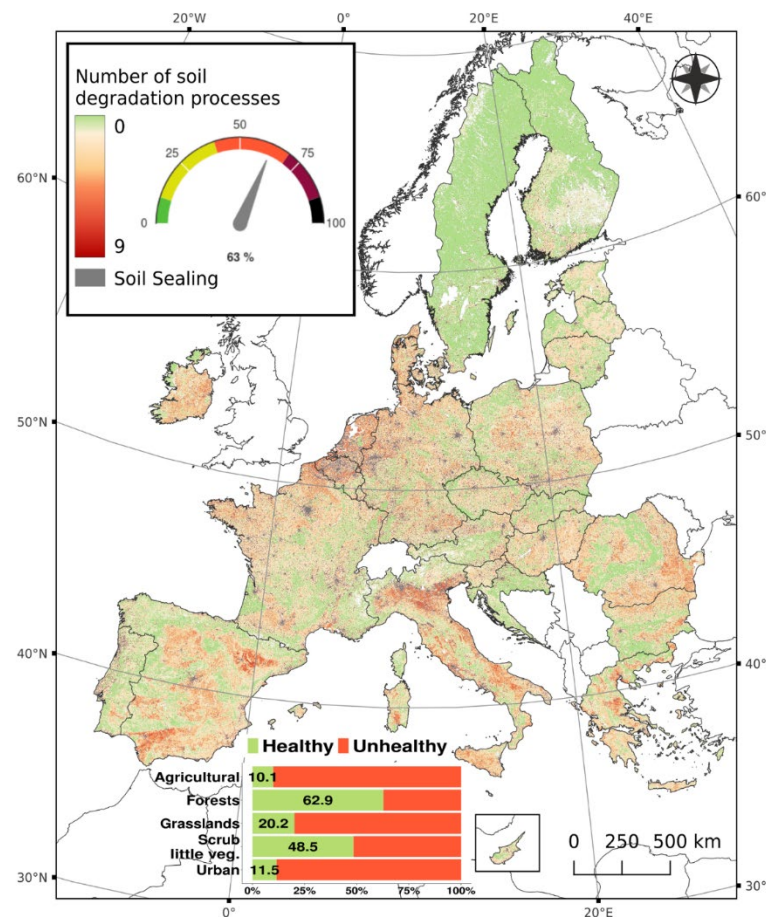 20°W
0°
20°E
40°E
Number of soil
degradation processes
0
9
0
25
50
75
100
63 %
Soil Sealing
60°N
60°
50°N
50°
40°N
40°
30°N
30°
Healthy
Unhealthy
Agricultural 10.1
Forests 62.9
Grasslands 20.2
Scrub
little veg. 48.5
Urban 11.5
0% 25% 50% 75% 100%
0 250 500 km
0°
20°E